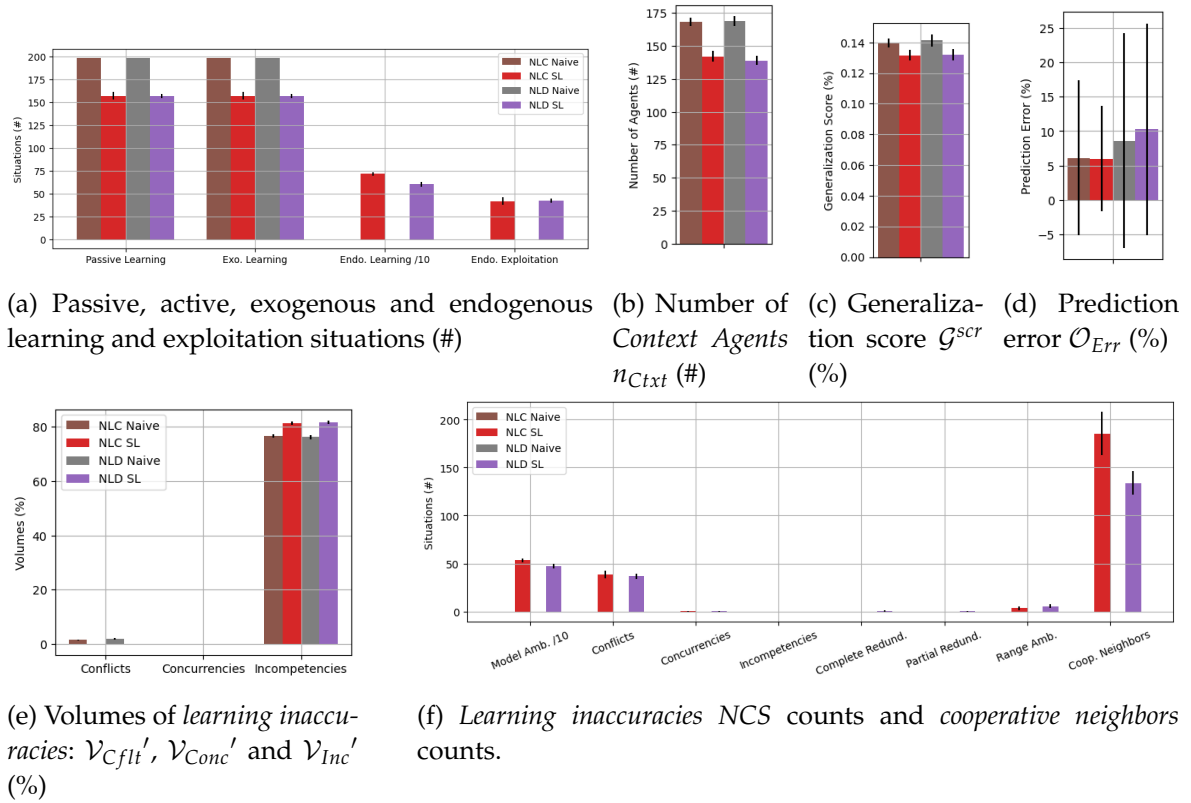 200
175
150
125
100
75
50
25
0
Situations (#)
NLC Naive
NLC SL
NLD Naive
NLD SL
Passive Learning
Exo. Learning
Endo. Learning /10
Endo. Exploitation
(a) Passive, active, exogenous and endogenous
learning and exploitation situations (#)
175
150
125
100
75
50
25
0
Number of Agents (#)
(b) Number of
Context Agents
n_Ctxt (#)
0.14
0.12
0.10
0.08
0.06
0.04
0.02
0.00
Generalization Score (%)
(c) Generaliza-
tion score 𝒢^scr
(%)
25
20
15
10
5
0
−5
Prediction Error (%)
(d) Prediction
error 𝒪_Err (%)
80
60
40
20
0
Volumes (%)
NLC Naive
NLC SL
NLD Naive
NLD SL
Conflicts
Concurrencies
Incompetencies
(e) Volumes of learning inaccu-
racies: 𝒱_Cflt′, 𝒱_Conc′ and 𝒱_Inc′
(%)
200
150
100
50
0
Situations (#)
NLC Naive
NLC SL
NLD Naive
NLD SL
Model Amb. /10
Conflicts
Concurrencies
Incompetencies
Complete Redund.
Partial Redund.
Range Amb.
Coop. Neighbors
(f) Learning inaccuracies NCS counts and cooperative neighbors
counts.